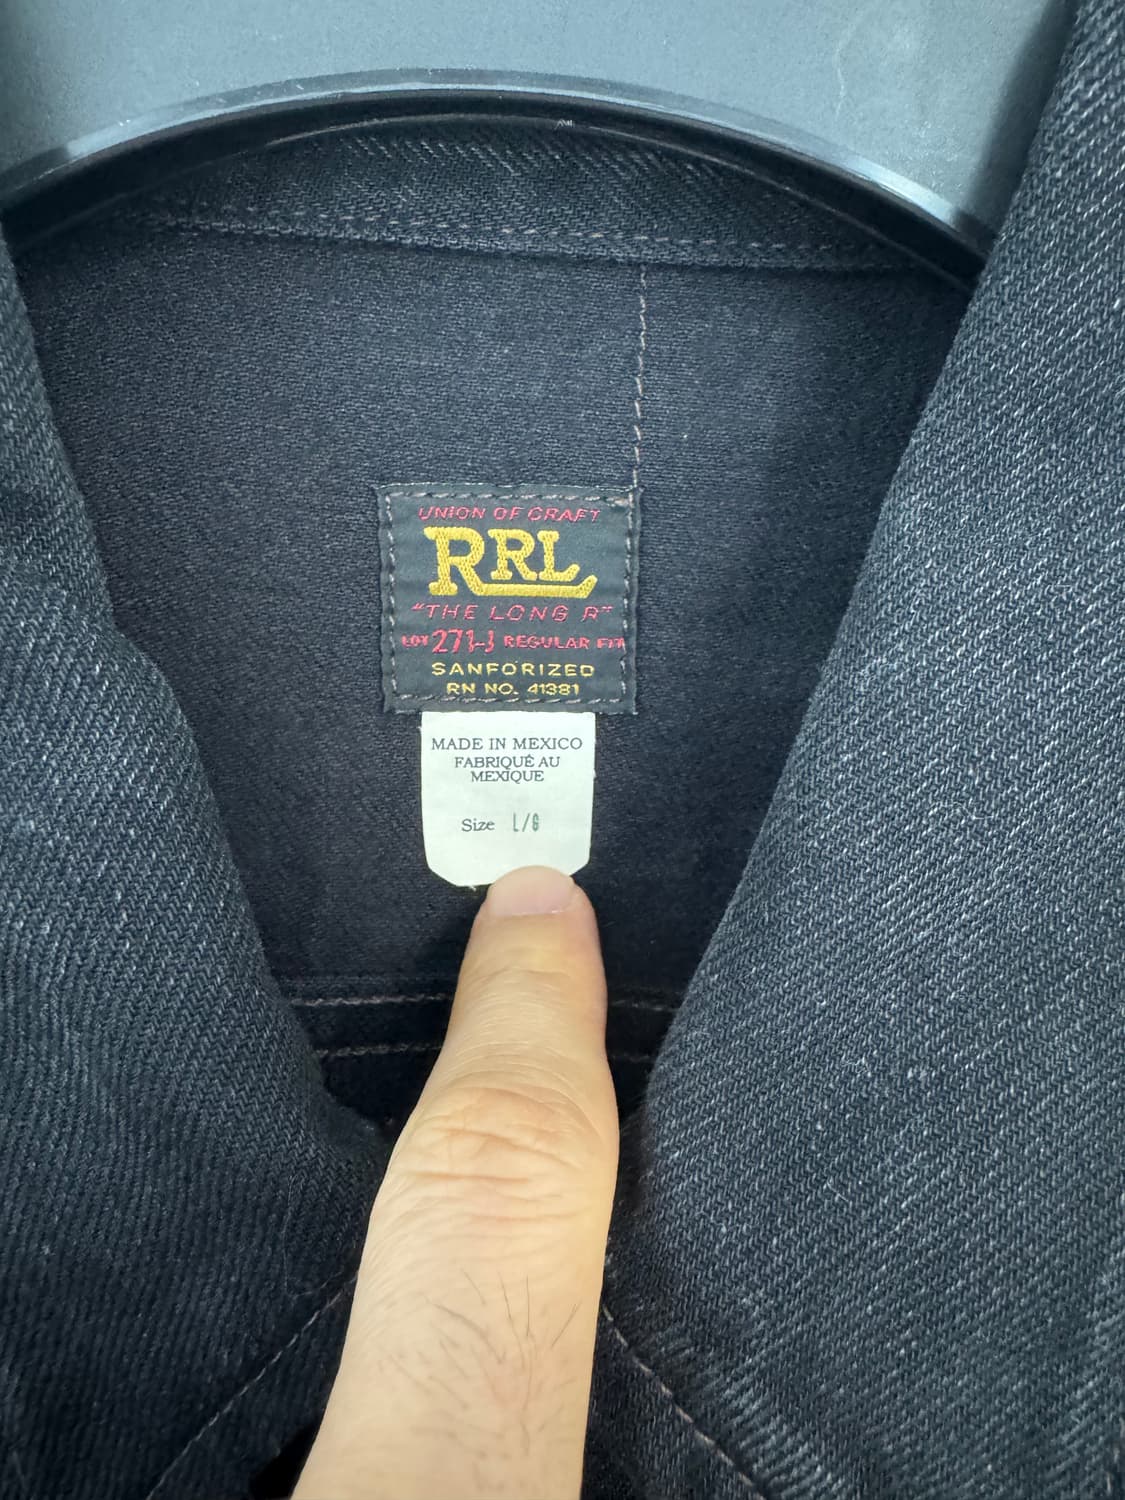 UNION OF CRAFT
RRL
"THE LONG R"
LOT 271-J REGULAR FIT
SANFORIZED
RN NO. 41381
MADE IN MEXICO
FABRIQUÉ AU
MEXIQUE
Size L/G